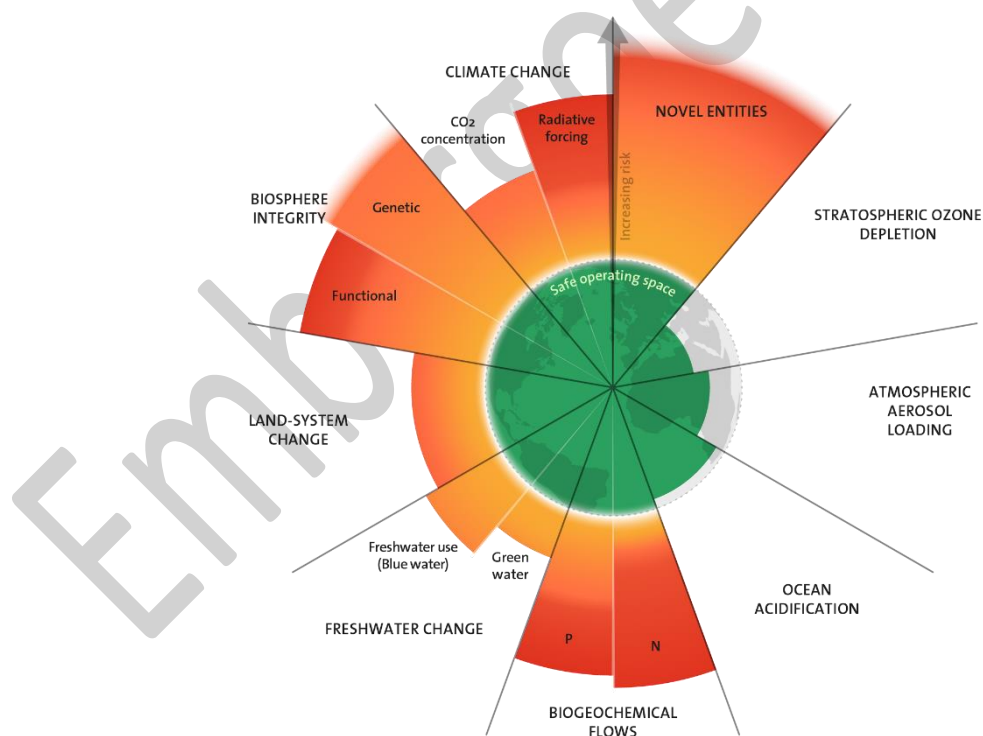 Embrace
CLIMATE CHANGE
CO2
concentration
Radiative
forcing
NOVEL ENTITIES
Increasing risk
STRATOSPHERIC OZONE
DEPLETION
BIOSPHERE
INTEGRITY
Genetic
Functional
Safe operating space
ATMOSPHERIC
AEROSOL
LOADING
LAND-SYSTEM
CHANGE
Freshwater use
(Blue water)
Green
water
FRESHWATER CHANGE
OCEAN
ACIDIFICATION
P
N
BIOGEOCHEMICAL
FLOWS